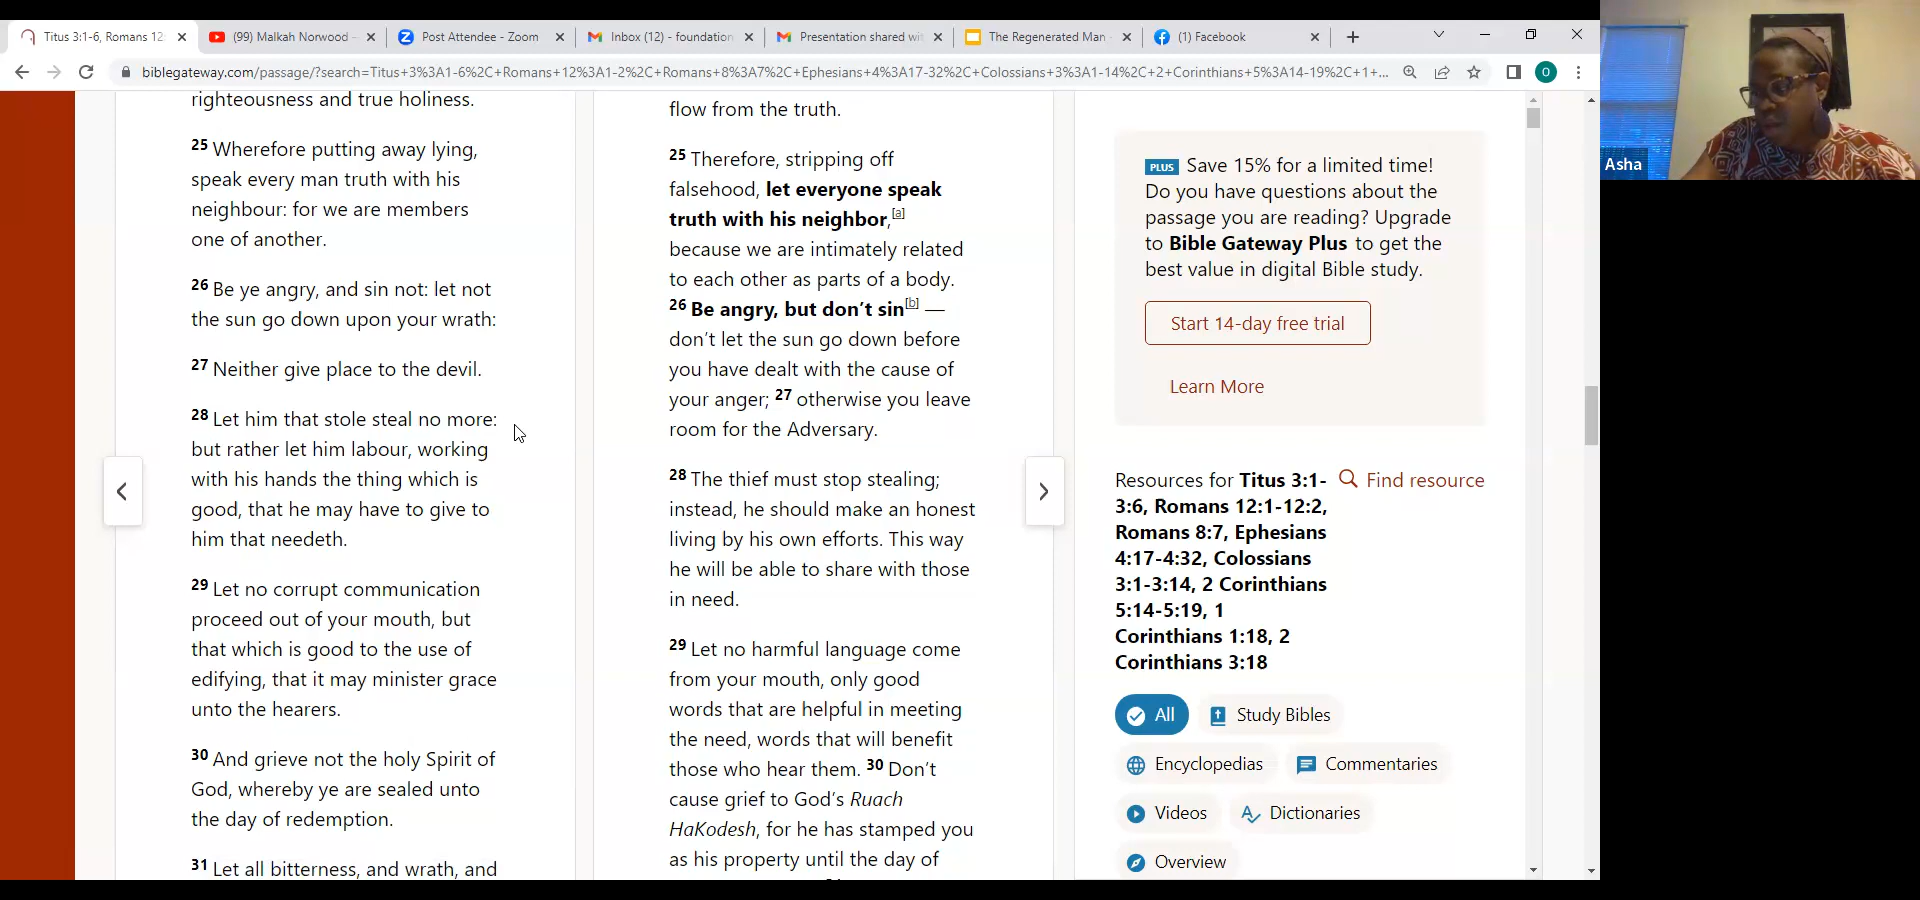 Titus 3:1-6, Romans 12
(99) Malkah Norwood -
Post Attendee - Zoom
Inbox (12) - foundation
Presentation shared wi
The Regenerated Man -
(1) Facebook
biblegateway.com/passage/?search=Titus+3%3A1-6%2C+Romans+12%3A1-2%2C+Romans+8%3A7%2C+Ephesians+4%3A17-32%2C+Colossians+3%3A1-14%2C+2+Corinthians+5%3A14-19%2C+1+...
O
righteousness and true holiness.
25 Wherefore putting away lying,
speak every man truth with his
neighbour: for we are members
one of another.
26 Be ye angry, and sin not: let not
the sun go down upon your wrath:
27 Neither give place to the devil.
28 Let him that stole steal no more:
but rather let him labour, working
with his hands the thing which is
good, that he may have to give to
him that needeth.
29 Let no corrupt communication
proceed out of your mouth, but
that which is good to the use of
edifying, that it may minister grace
unto the hearers.
30 And grieve not the holy Spirit of
God, whereby ye are sealed unto
the day of redemption.
31 Let all bitterness, and wrath, and
flow from the truth.
25 Therefore, stripping off
falsehood, let everyone speak
truth with his neighbor,[a]
because we are intimately related
to each other as parts of a body.
26 Be angry, but don't sin[b] —
don't let the sun go down before
you have dealt with the cause of
your anger; 27 otherwise you leave
room for the Adversary.
28 The thief must stop stealing;
instead, he should make an honest
living by his own efforts. This way
he will be able to share with those
in need.
29 Let no harmful language come
from your mouth, only good
words that are helpful in meeting
the need, words that will benefit
those who hear them. 30 Don't
cause grief to God's Ruach
HaKodesh, for he has stamped you
as his property until the day of
PLUS Save 15% for a limited time!
Do you have questions about the
passage you are reading? Upgrade
to Bible Gateway Plus to get the
best value in digital Bible study.
Start 14-day free trial
Learn More
Resources for Titus 3:1-
3:6, Romans 12:1-12:2,
Romans 8:7, Ephesians
4:17-4:32, Colossians
3:1-3:14, 2 Corinthians
5:14-5:19, 1
Corinthians 1:18, 2
Corinthians 3:18
Find resource
All
Study Bibles
Encyclopedias
Commentaries
Videos
Dictionaries
Overview
Asha